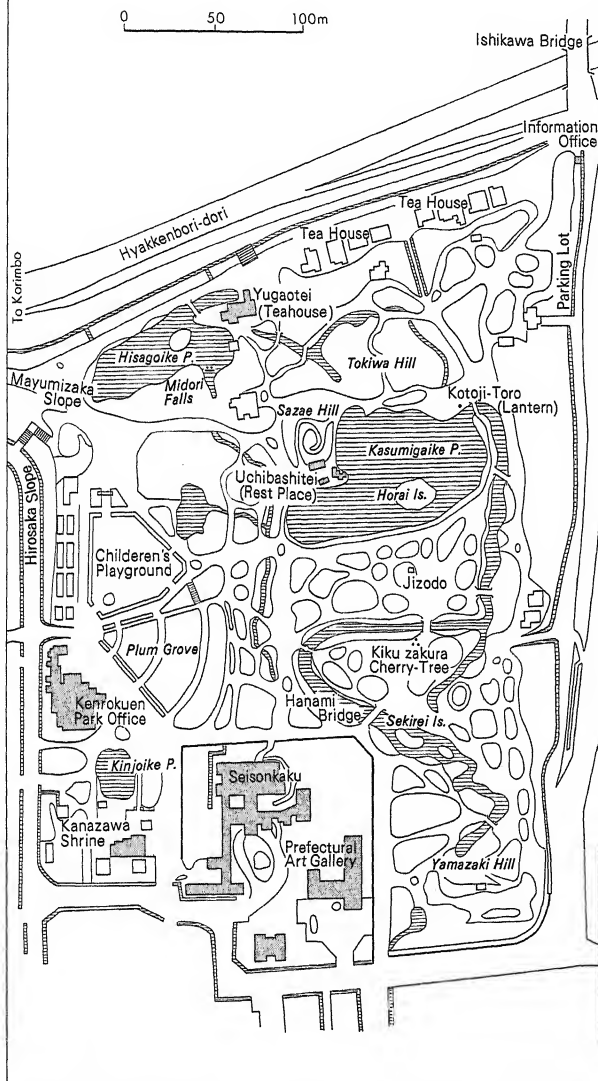 0 50 100m
Ishikawa Bridge
Information
Office
Hyakkenbori-dori
Tea House
Tea House
To Korimbo
Parking Lot
Yugaotei
(Teahouse)
Hisagoike P.
Tokiwa Hill
Mayumizaka
Slope
Midori
Falls
Kotoji-Toro
(Lantern)
Sazae Hill
Kasumigaike P.
Uchibashitei
(Rest Place)
Horai Is.
Hirosaka Slope
Childeren's
Playground
Jizodo
Plum Grove
Kiku zakura
Cherry-Tree
Kenrokuen
Park Office
Hanami
Bridge
Sekirei Is.
Kinjoike P.
Seisonkaku
Kanazawa
Shrine
Prefectural
Art Gallery
Yamazaki Hill